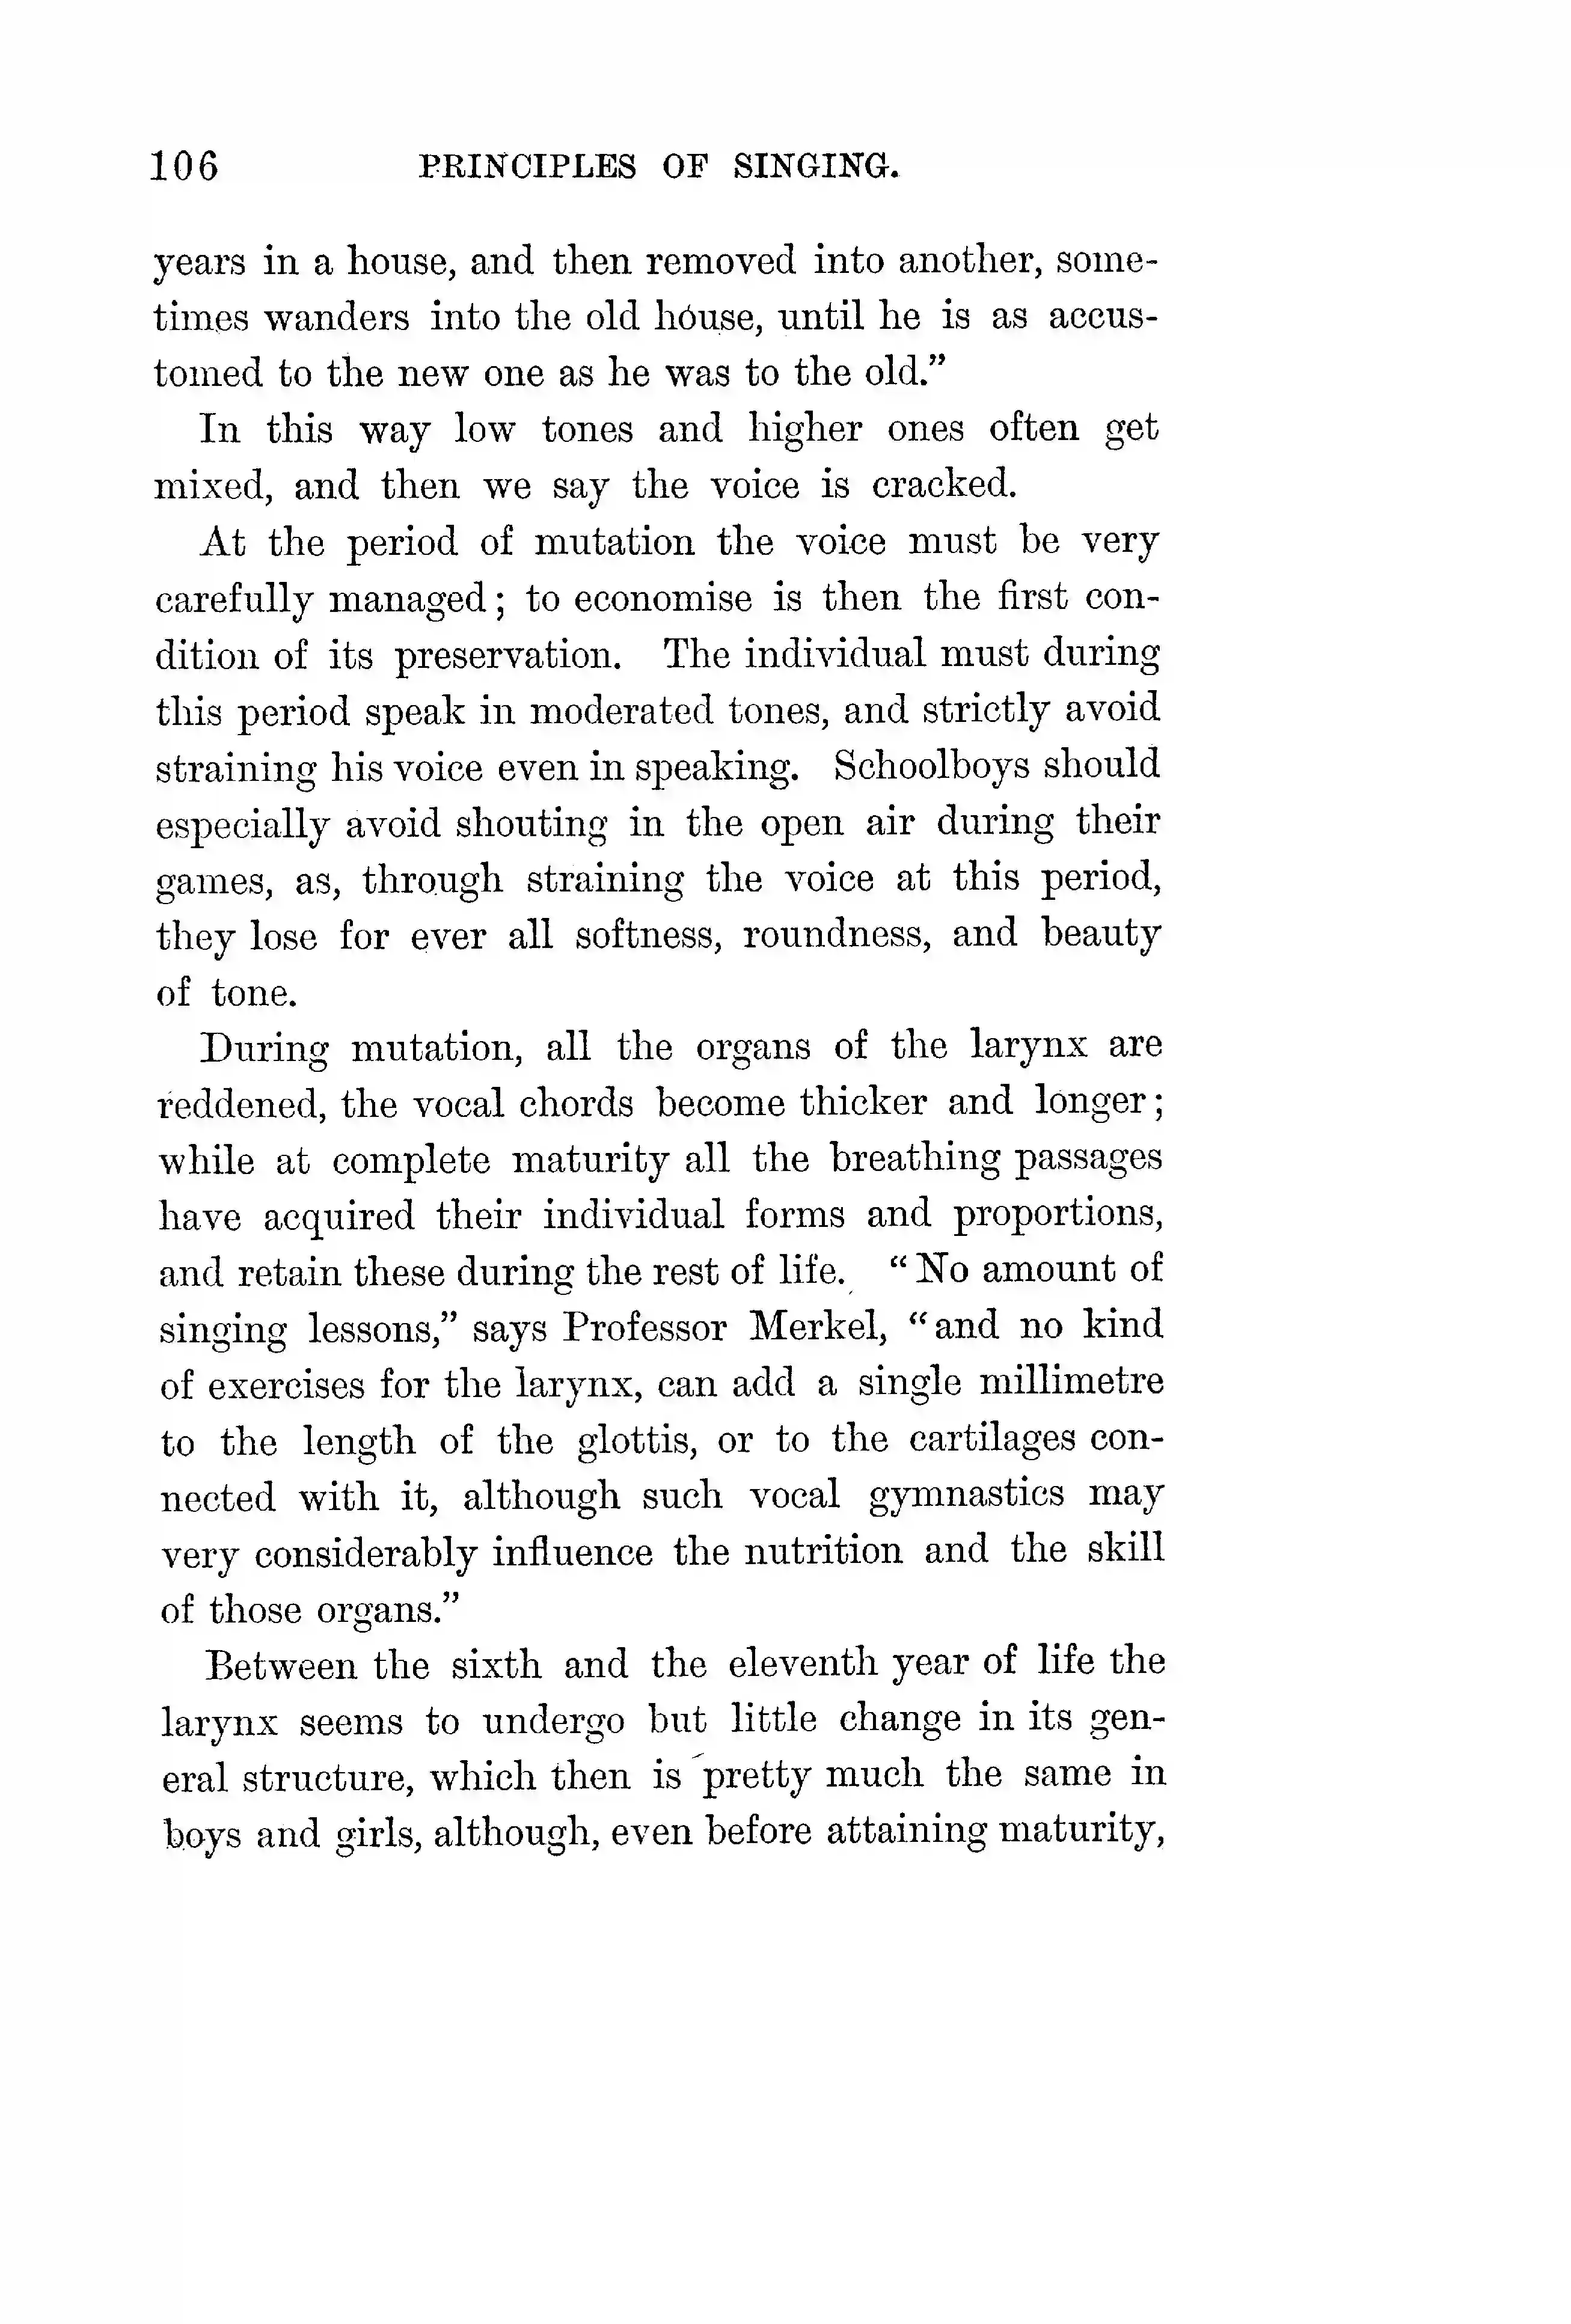 106 PRINCIPLES OF SINGING.
years in a house, and then removed into another, some-
times wanders into the old house, until he is as accus-
tomed to the new one as he was to the old.”
In this way low tones and higher ones often get
mixed, and then we say the voice is cracked.
At the period of mutation the voice must be very
carefully managed; to economise is then the first con-
dition of its preservation. The individual must during
this period speak in moderated tones, and strictly avoid
straining his voice even in speaking. Schoolboys should
especially avoid shouting in the open air during their
games, as, through straining the voice at this period,
they lose for ever all softness, roundness, and beauty
of tone.
During mutation, all the organs of the larynx are
reddened, the vocal chords become thicker and longer;
while at complete maturity all the breathing passages
have acquired their individual forms and proportions,
and retain these during the rest of life. “No amount of
singing lessons,” says Professor Merkel, “and no kind
of exercises for the larynx, can add a single millimetre
to the length of the glottis, or to the cartilages con-
nected with it, although such vocal gymnastics may
very considerably influence the nutrition and the skill
of those organs.”
Between the sixth and the eleventh year of life the
larynx seems to undergo but little change in its gen-
eral structure, which then is pretty much the same in
boys and girls, although, even before attaining maturity,